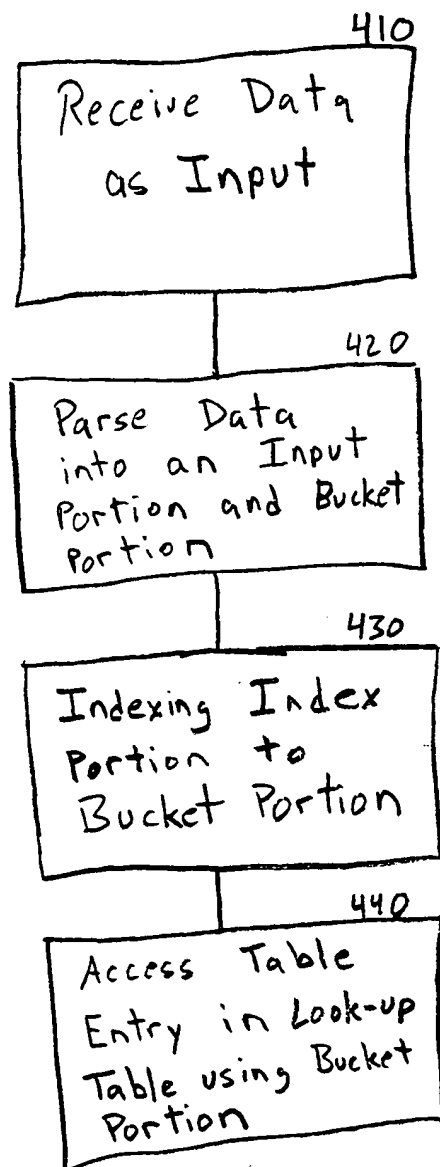 410
Receive Data
as Input
420
Parse Data
into an Input
Portion and Bucket
Portion
430
Indexing Index
Portion to
Bucket Portion
440
Access Table
Entry in Look-up
Table using Bucket
Portion